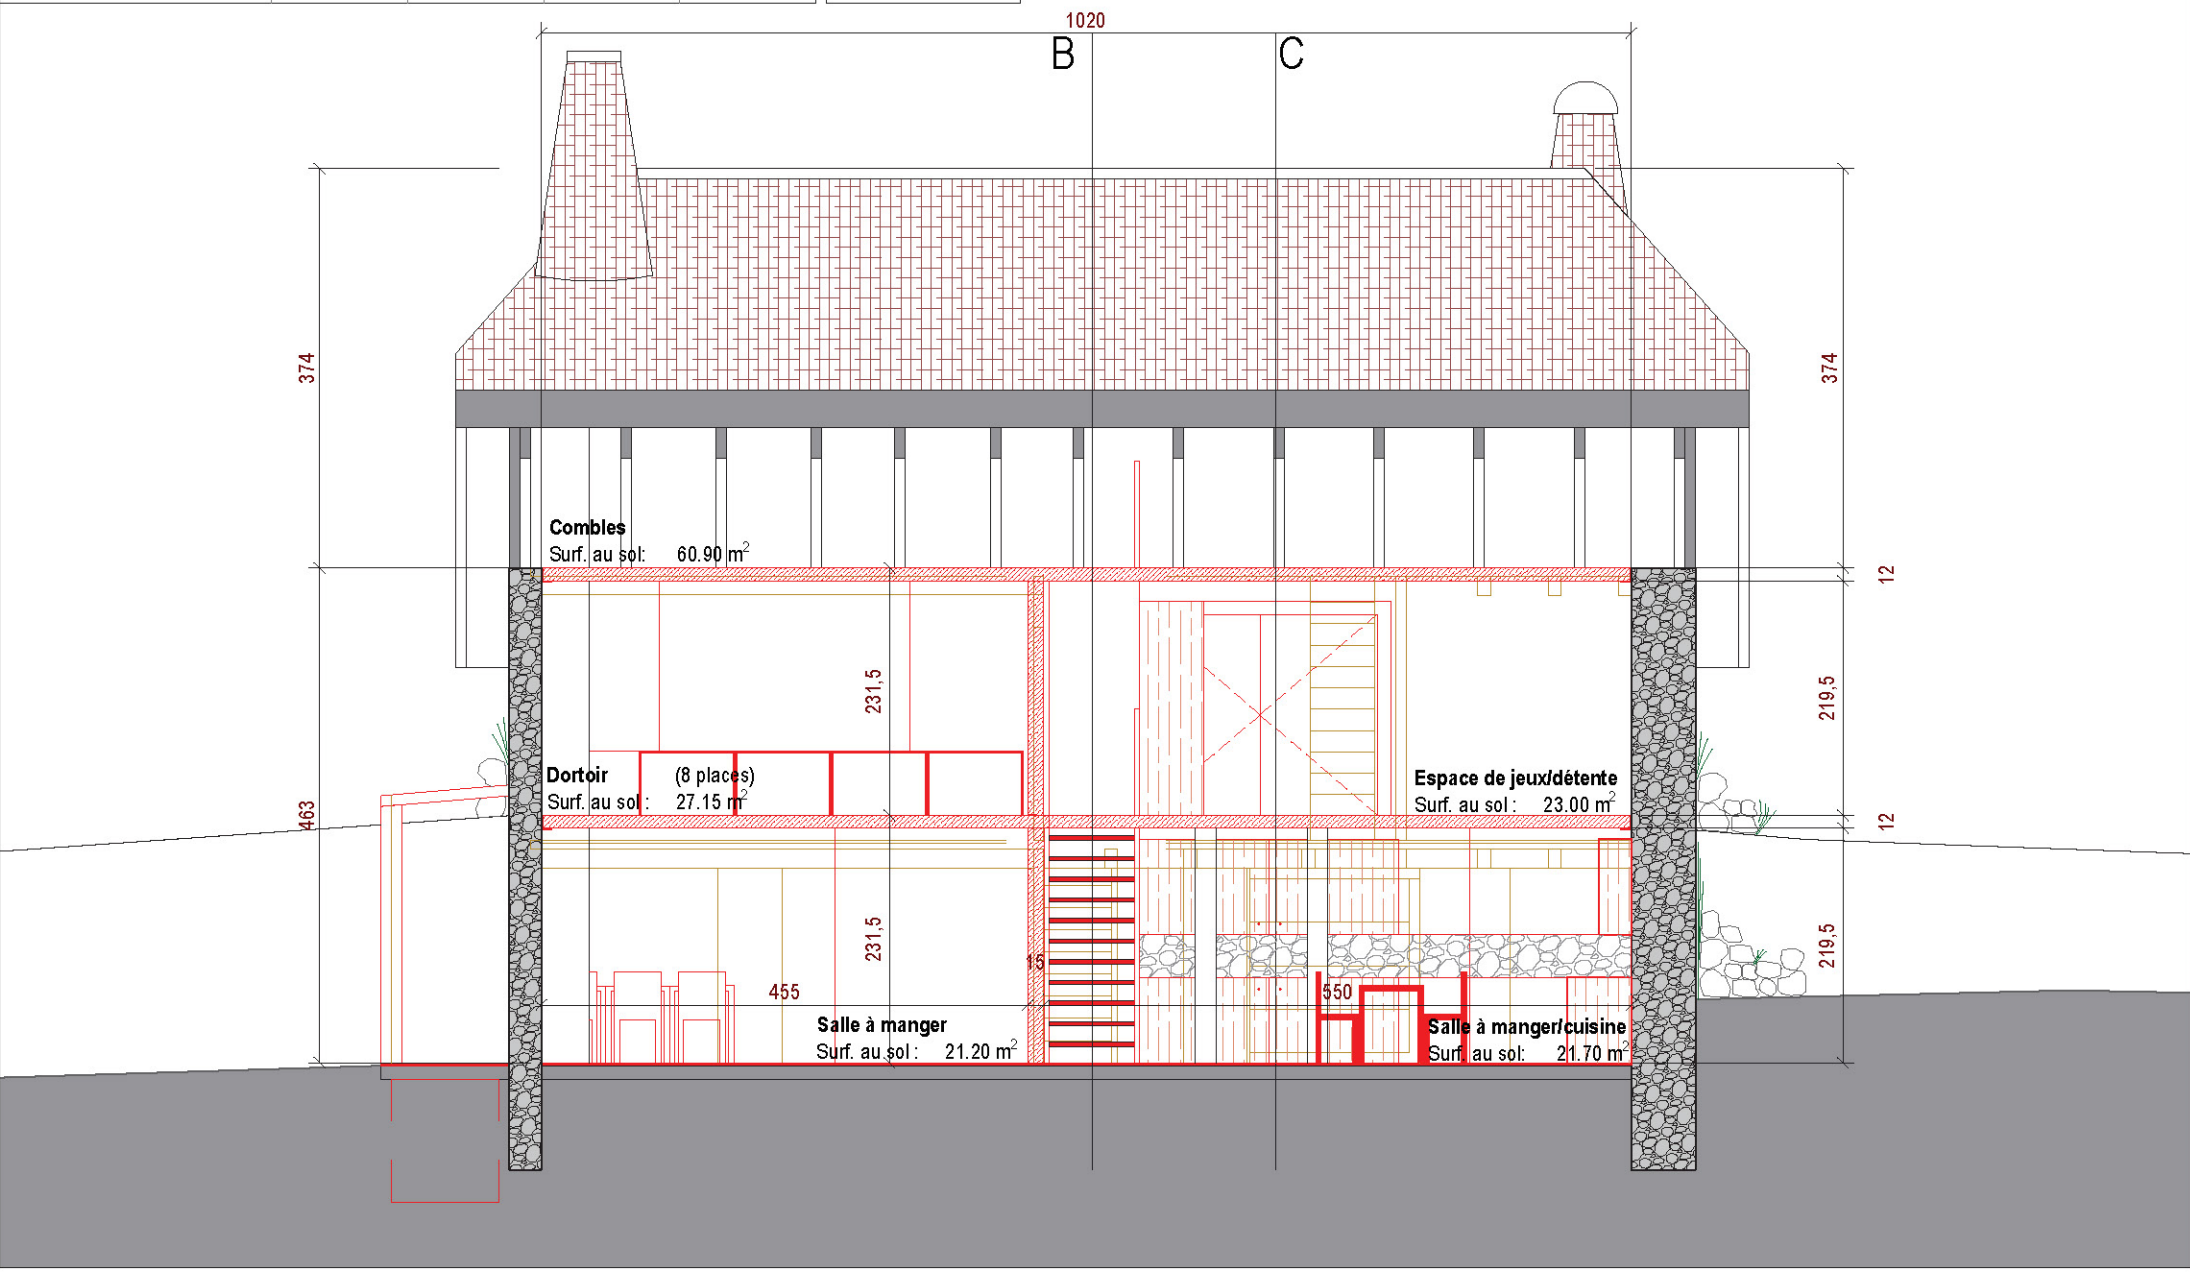 1020
B
C
374
374
Combles
Surf. au sol: 60.90 m²
12
231,5
219,5
Dortoir (8 places)
Surf. au sol : 27.15 m²
Espace de jeux/détente
Surf. au sol : 23.00 m²
463
12
231,5
219,5
15
455
550
Salle à manger
Surf. au sol : 21.20 m²
Salle à manger/cuisine
Surf. au sol: 21.70 m²